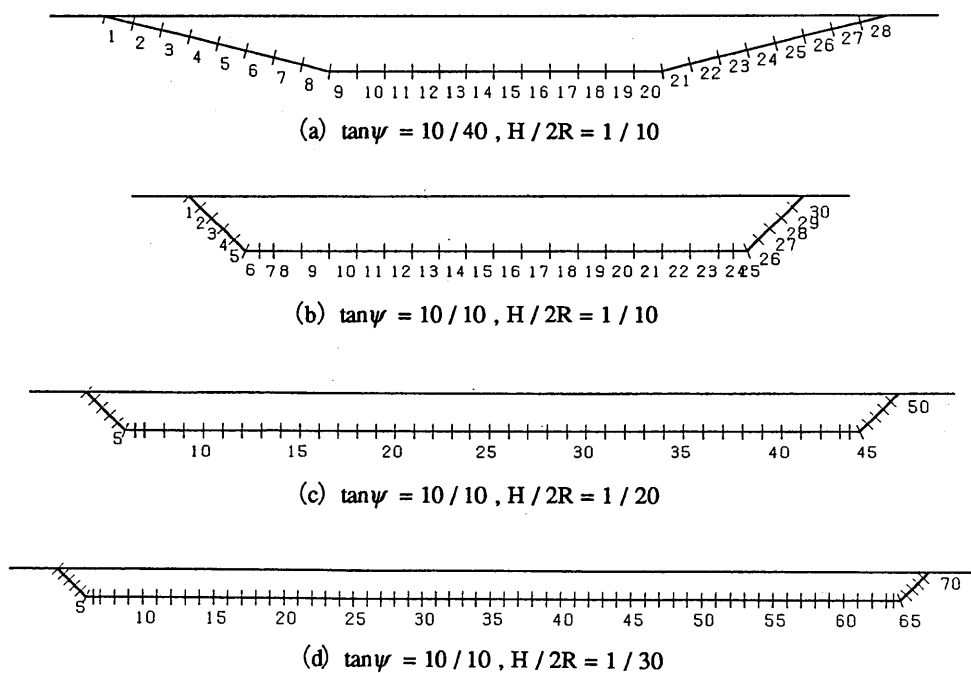 1 2 3 4 5 6 7 8 9 10 11 12 13 14 15 16 17 18 19 20 21 22 23 24 25 26 27 28
(a) tanψ = 10 / 40 , H / 2R = 1 / 10
1 2 3 4 5 6 7 8 9 10 11 12 13 14 15 16 17 18 19 20 21 22 23 24 25 26 27 28 29 30
(b) tanψ = 10 / 10 , H / 2R = 1 / 10
5 10 15 20 25 30 35 40 45 50
(c) tanψ = 10 / 10 , H / 2R = 1 / 20
5 10 15 20 25 30 35 40 45 50 55 60 65 70
(d) tanψ = 10 / 10 , H / 2R = 1 / 30